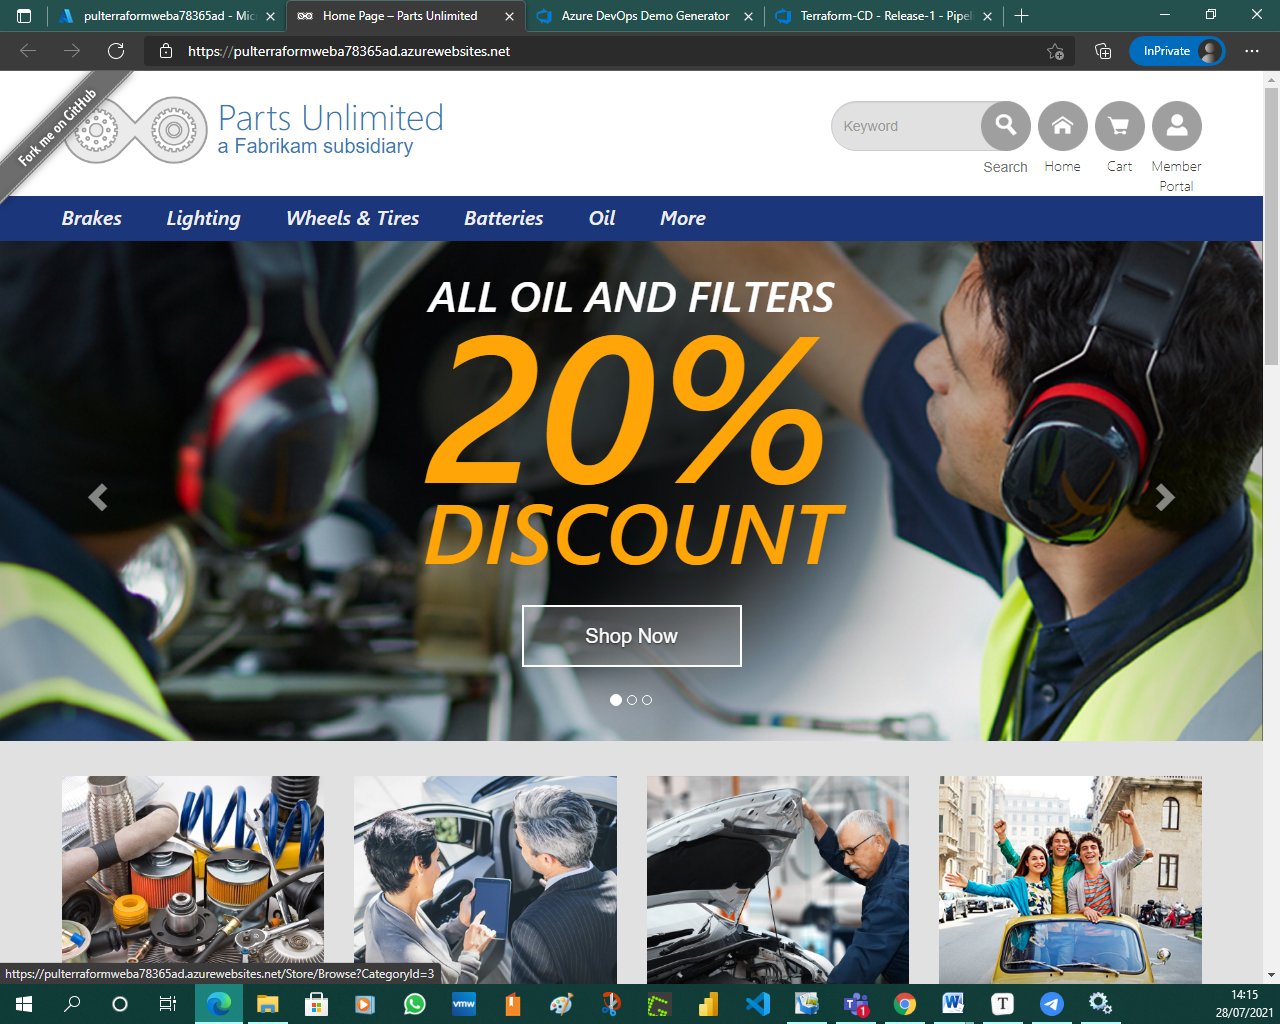 pulterraformweba78365ad - Mic
Home Page – Parts Unlimited
Azure DevOps Demo Generator
Terraform-CD - Release-1 - Pipel
https://pulterraformweba78365ad.azurewebsites.net
InPrivate
Fork me on GitHub
Parts Unlimited
a Fabrikam subsidiary
Keyword
Search
Home
Cart
Member
Portal
Brakes
Lighting
Wheels & Tires
Batteries
Oil
More
ALL OIL AND FILTERS
20%
DISCOUNT
Shop Now
https://pulterraformweba78365ad.azurewebsites.net/Store/Browse?CategoryId=3
vmw
1
W
T
14:15
28/07/2021